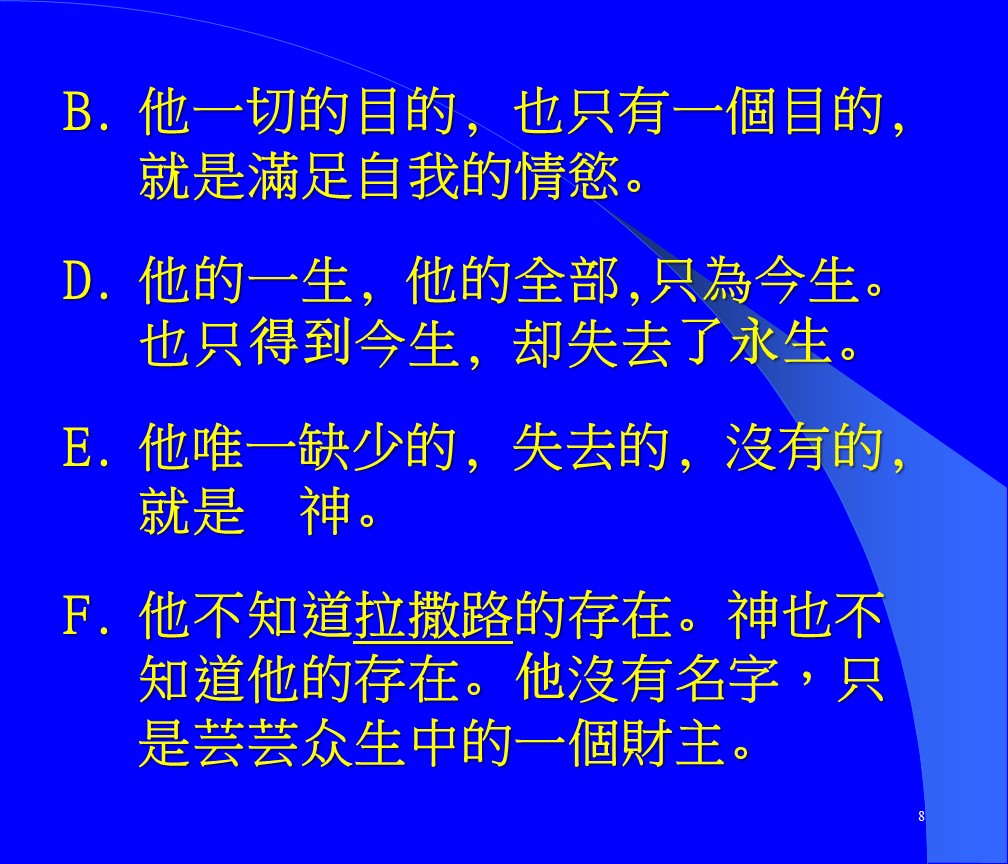 B. 他一切的目的, 也只有一個目的,
就是滿足自我的情慾。
D. 他的一生, 他的全部,只為今生。
也只得到今生, 却失去了永生。
E. 他唯一缺少的, 失去的, 沒有的,
就是　神。
F. 他不知道拉撒路的存在。神也不
知道他的存在。他沒有名字，只
是芸芸众生中的一個財主。
8